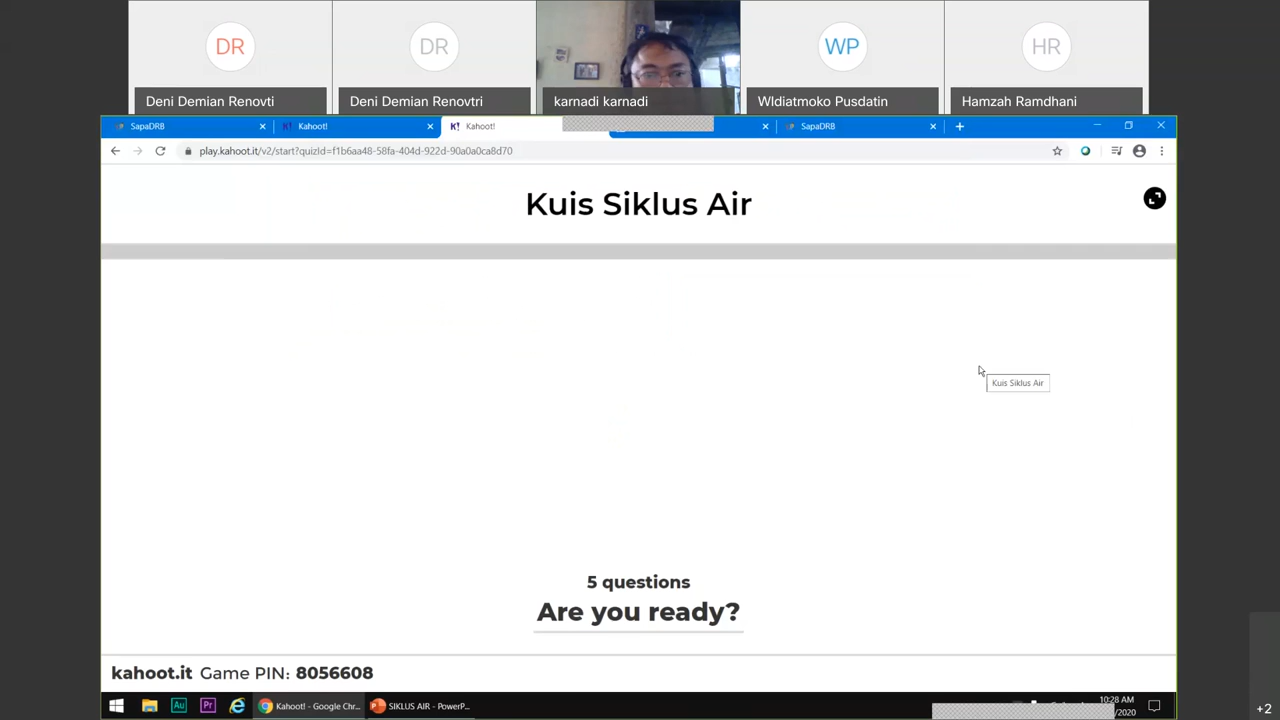 DR
DR
WP
HR
Deni Demian Renovti
Deni Demian Renovtri
karnadi karnadi
WIdiatmoko Pusdatin
Hamzah Ramdhani
SapaDRB
Kahoot!
K! Kahoot!
SapaDRB
play.kahoot.it/v2/start?quizId=f1b6aa48-58fa-404d-922d-90a0a0ca8d70
Kuis Siklus Air
Kuis Siklus Air
5 questions
Are you ready?
kahoot.it Game PIN: 8056608
Au
Pr
Kahoot! - Google Chr...
SIKLUS AIR - PowerP...
10:28 AM
/2020
+2